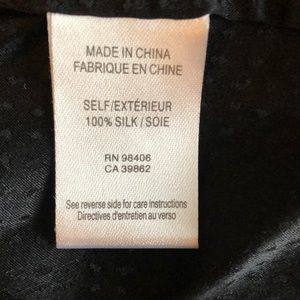 MADE IN CHINA
FABRIQUE EN CHINE
SELF/EXTÉRIEUR
100% SILK / SOIE
RN 98406
CA 39862
See reverse side for care instructions
Directives d'entretien au verso